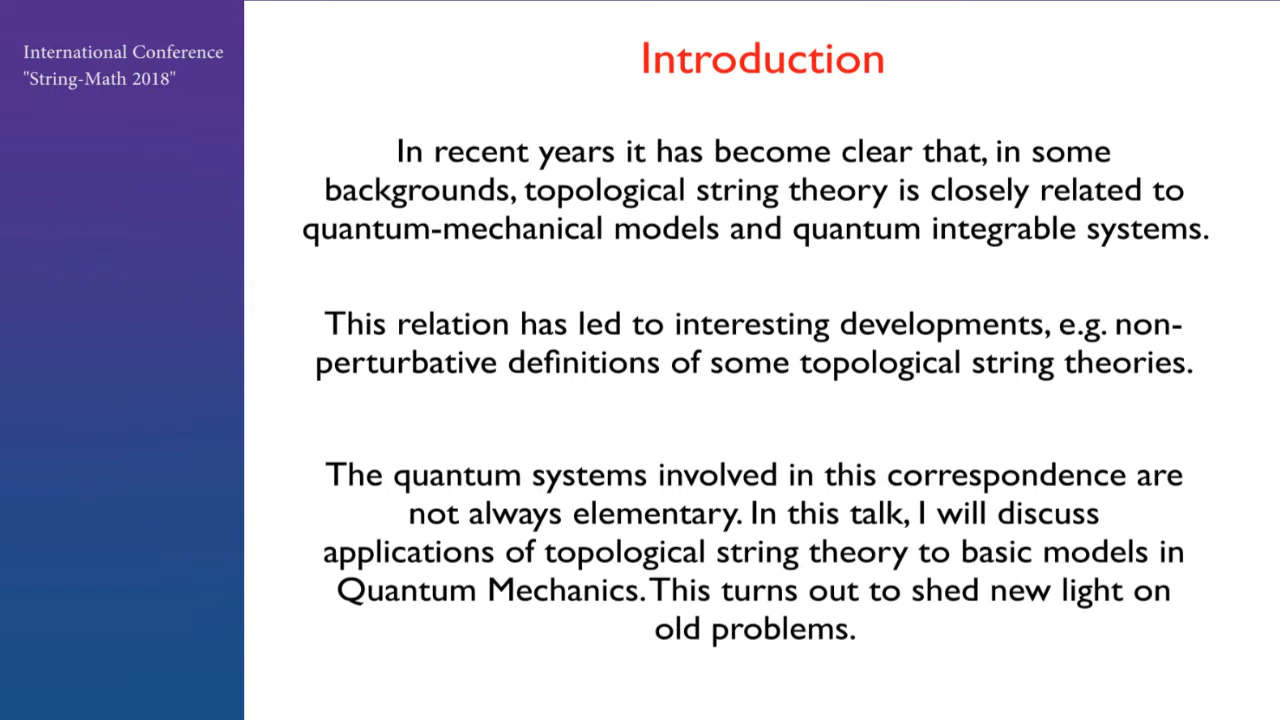 International Conference
"String-Math 2018"
Introduction
In recent years it has become clear that, in some
backgrounds, topological string theory is closely related to
quantum-mechanical models and quantum integrable systems.
This relation has led to interesting developments, e.g. non-
perturbative definitions of some topological string theories.
The quantum systems involved in this correspondence are
not always elementary. In this talk, I will discuss
applications of topological string theory to basic models in
Quantum Mechanics. This turns out to shed new light on
old problems.